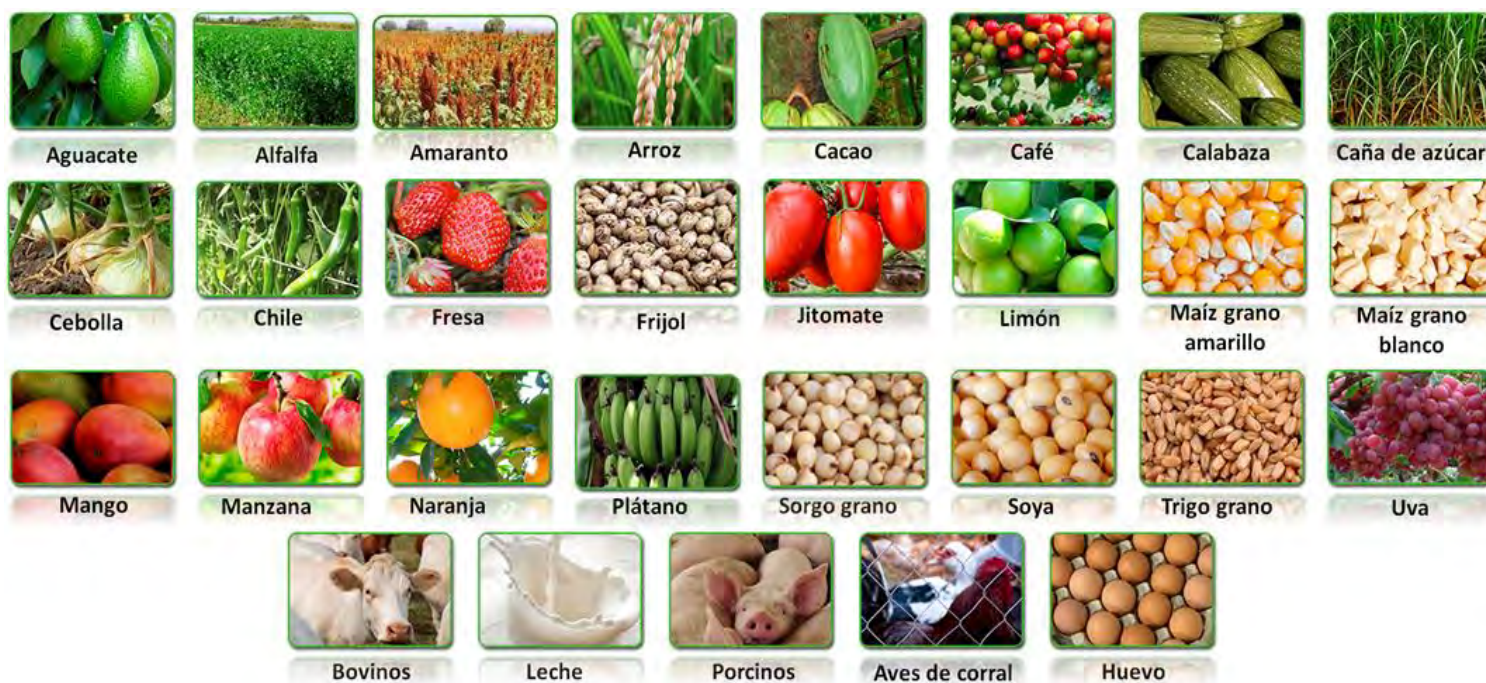 Aguacate
Alfalfa
Amaranto
Arroz
Cacao
Café
Calabaza
Caña de azúcar
Cebolla
Chile
Fresa
Frijol
Jitomate
Limón
Maíz grano
amarillo
Maíz grano
blanco
Mango
Manzana
Naranja
Plátano
Sorgo grano
Soya
Trigo grano
Uva
Bovinos
Leche
Porcinos
Aves de corral
Huevo